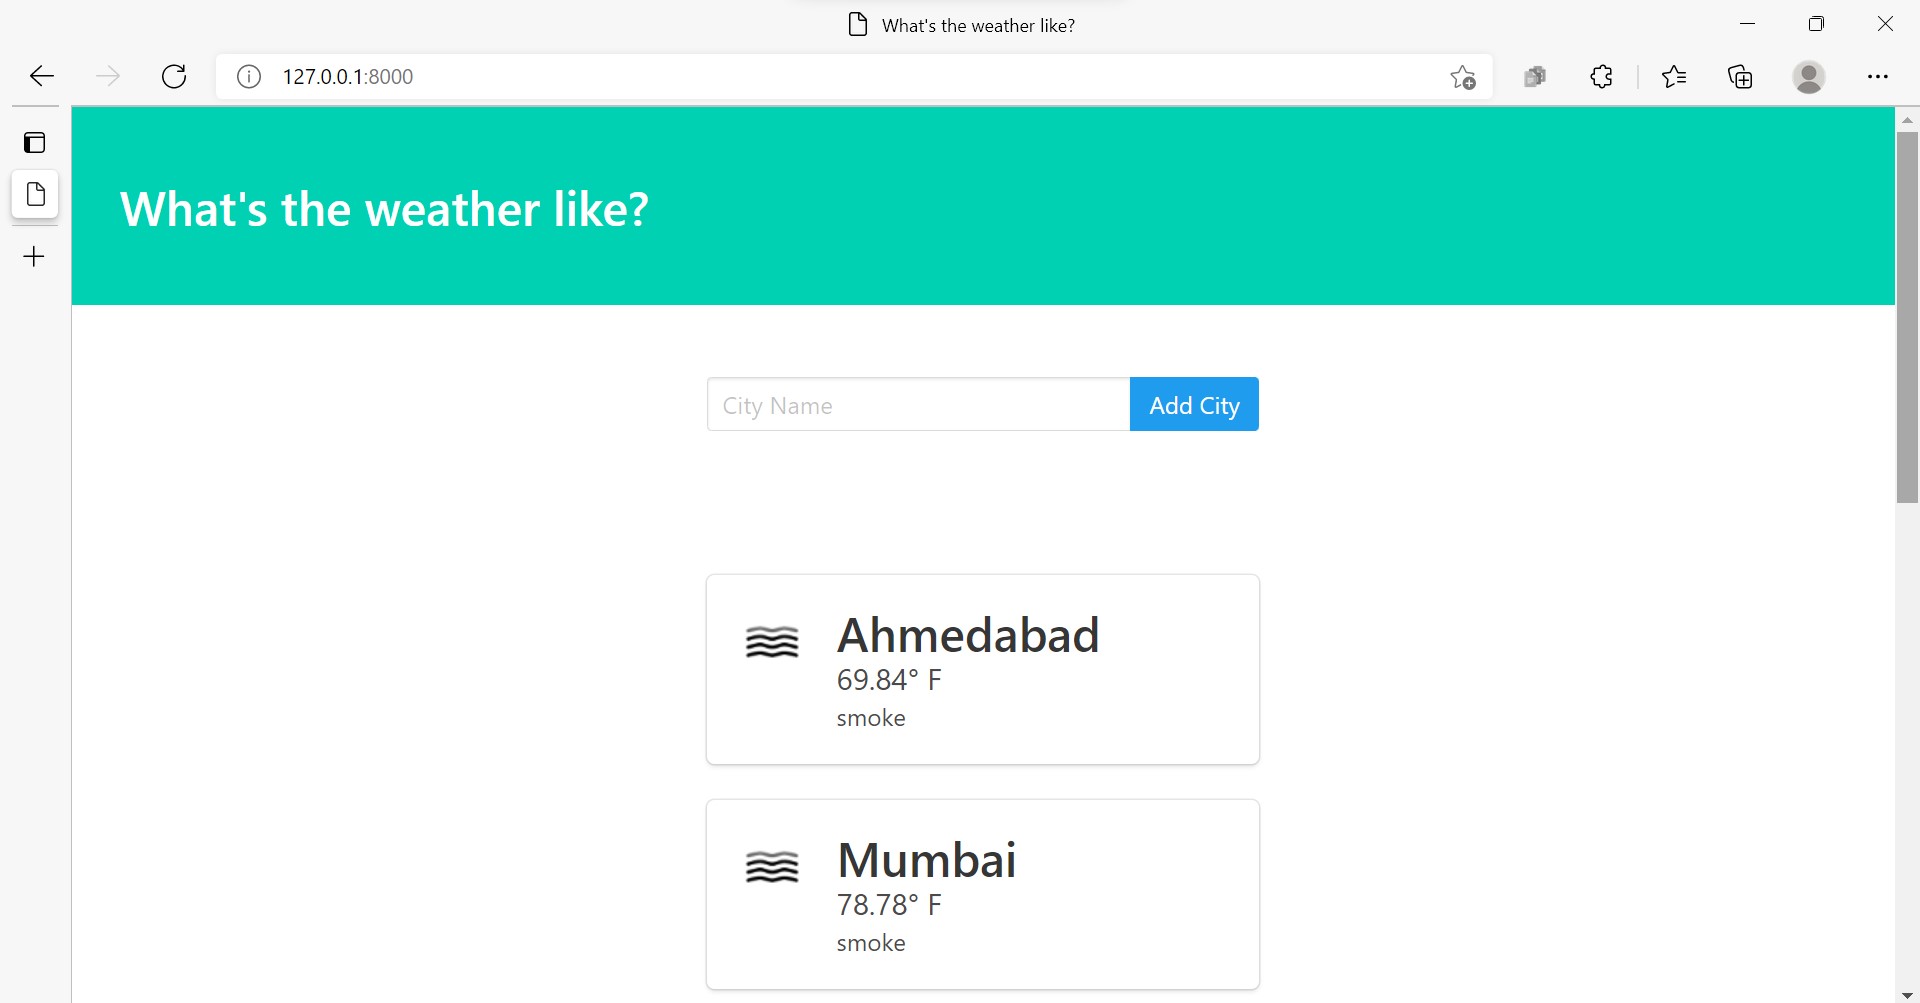 What's the weather like?
127.0.0.1:8000
What's the weather like?
City Name
Add City
Ahmedabad
69.84° F
smoke
Mumbai
78.78° F
smoke